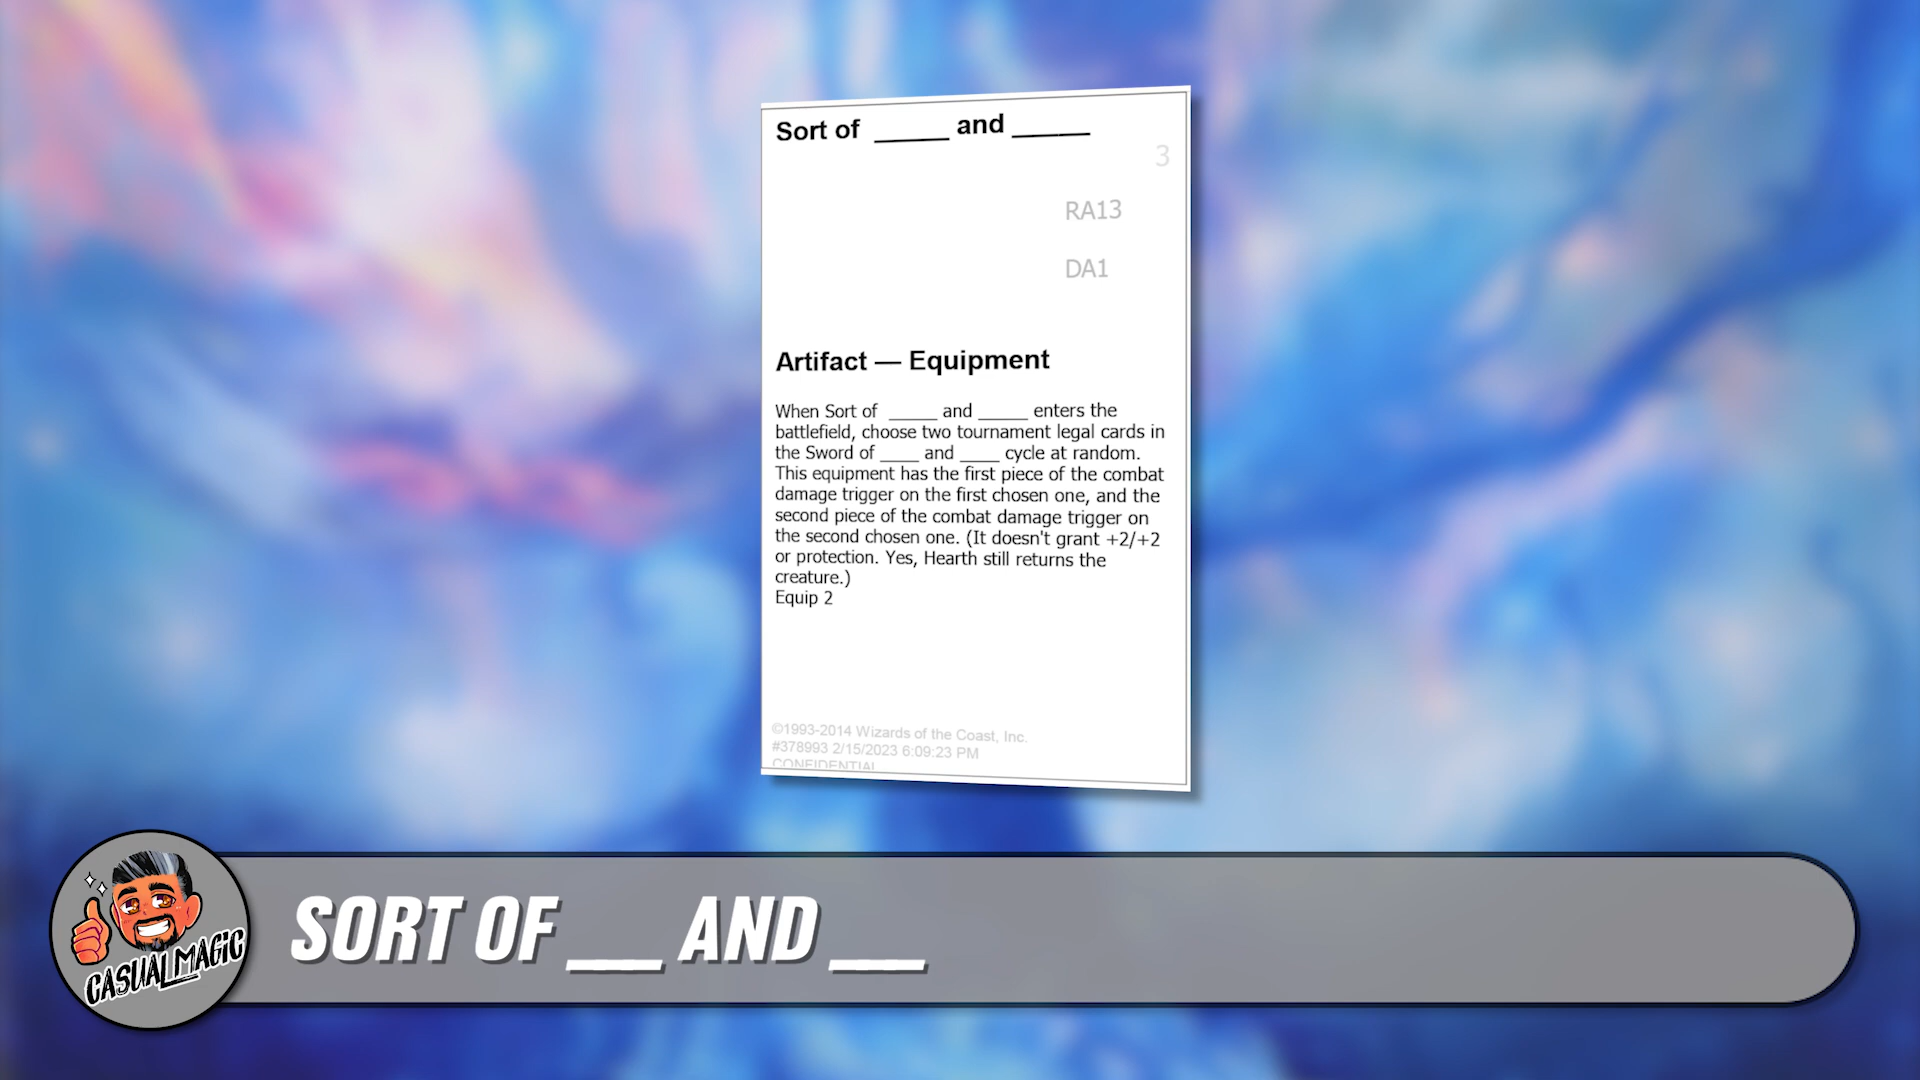 Sort of _____ and _____
3
RA13
DA1
Artifact — Equipment
When Sort of _____ and _____ enters the
battlefield, choose two tournament legal cards in
the Sword of ____ and ____ cycle at random.
This equipment has the first piece of the combat
damage trigger on the first chosen one, and the
second piece of the combat damage trigger on
the second chosen one. (It doesn't grant +2/+2
or protection. Yes, Hearth still returns the
creature.)
Equip 2
©1993-2014 Wizards of the Coast, Inc.
#378993 2/15/2023 6:09:23 PM
CONFIDENTIAL
SORT OF ___ AND ___
CASUAL MAGIC